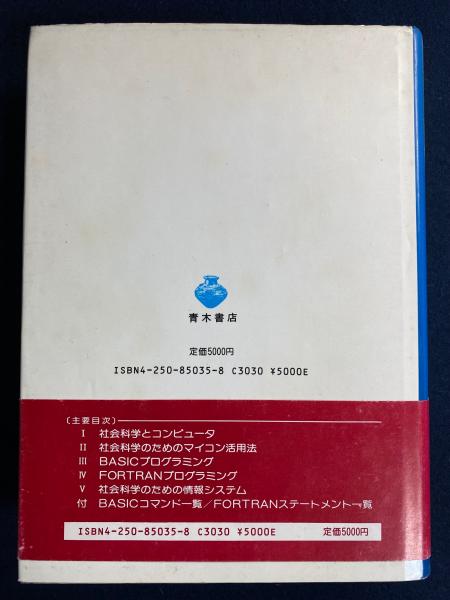 青木書店
定価5000円
ISBN4-250-85035-8 C3030 ¥5000E
〔主要目次〕
I 社会科学とコンピュータ
II 社会科学のためのマイコン活用法
III BASICプログラミング
IV FORTRANプログラミング
V 社会科学のための情報システム
付 BASICコマンド一覧/FORTRANステートメント一覧
ISBN4-250-85035-8 C3030 ¥5000E 定価5000円